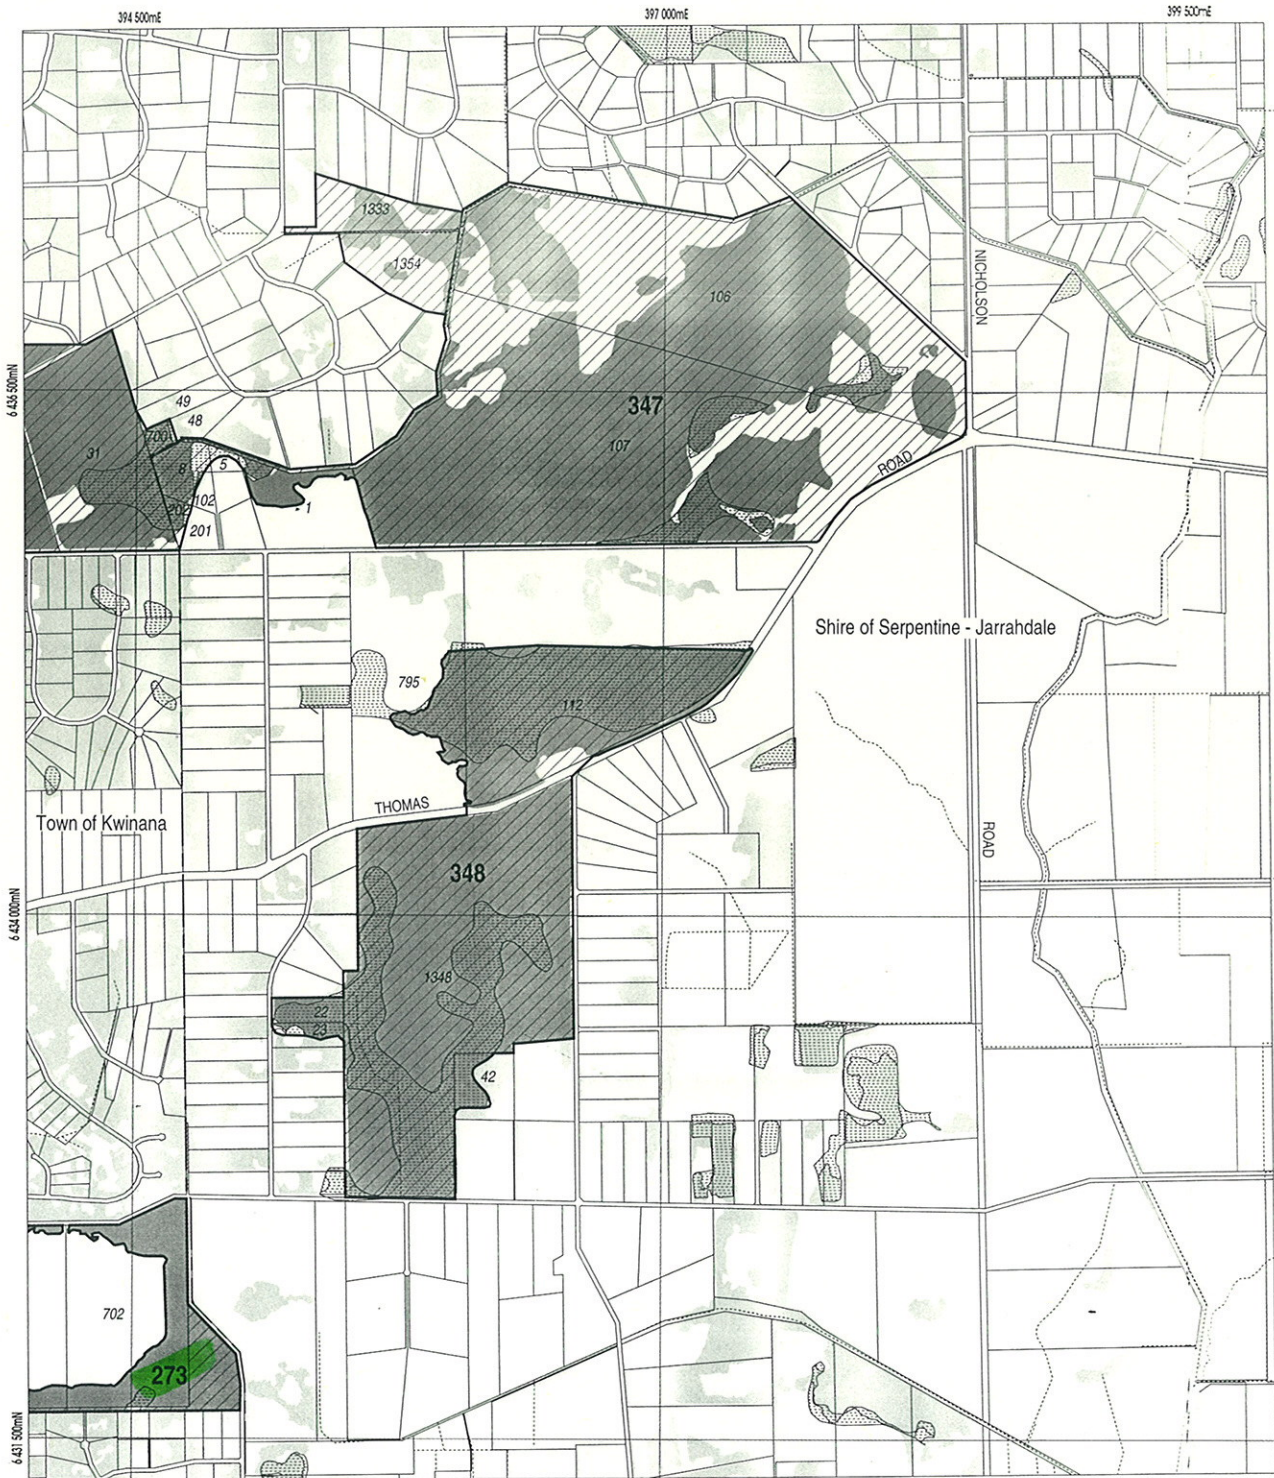 394 500mE
397 000mE
399 500mE
1333
1354
106
NICHOLSON
6 436 500mN
49
48
347
700
107
31
8
5
ROAD
102
202
1
201
Shire of Serpentine - Jarrahdale
795
112
THOMAS
Town of Kwinana
ROAD
348
6 434 000mN
1348
22
23
42
702
273
6 431 500mN